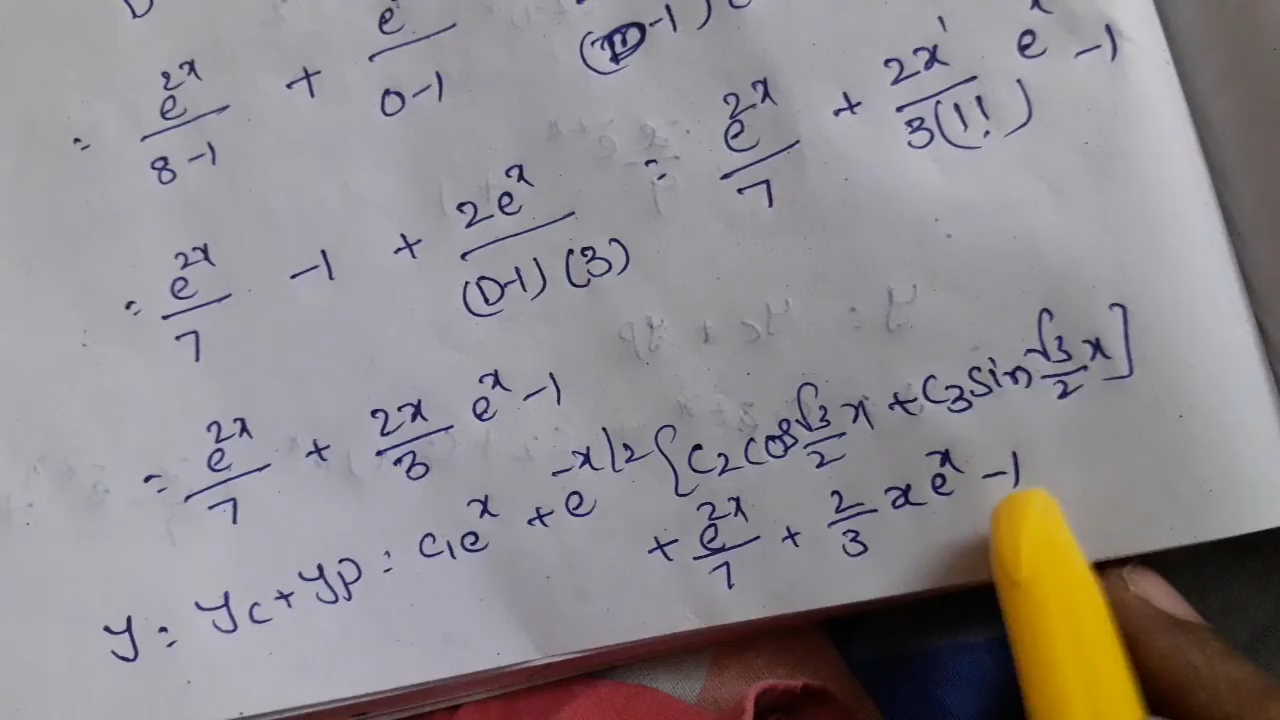 = e^{2x}/(8-1) + e/(0-1) (D-1)
= e^{2x}/7 -1 + 2e^x/((D-1)(3)) = e^{2x}/7 + 2x^1/(3(1!)) e^x -1
= e^{2x}/7 + 2x/3 e^x -1
y = yc + yp = c1e^x + e^{-x/2} {c2 cos √3/2 x + c3 sin √3/2 x]
+ e^{2x}/7 + 2/3 x e^x -1